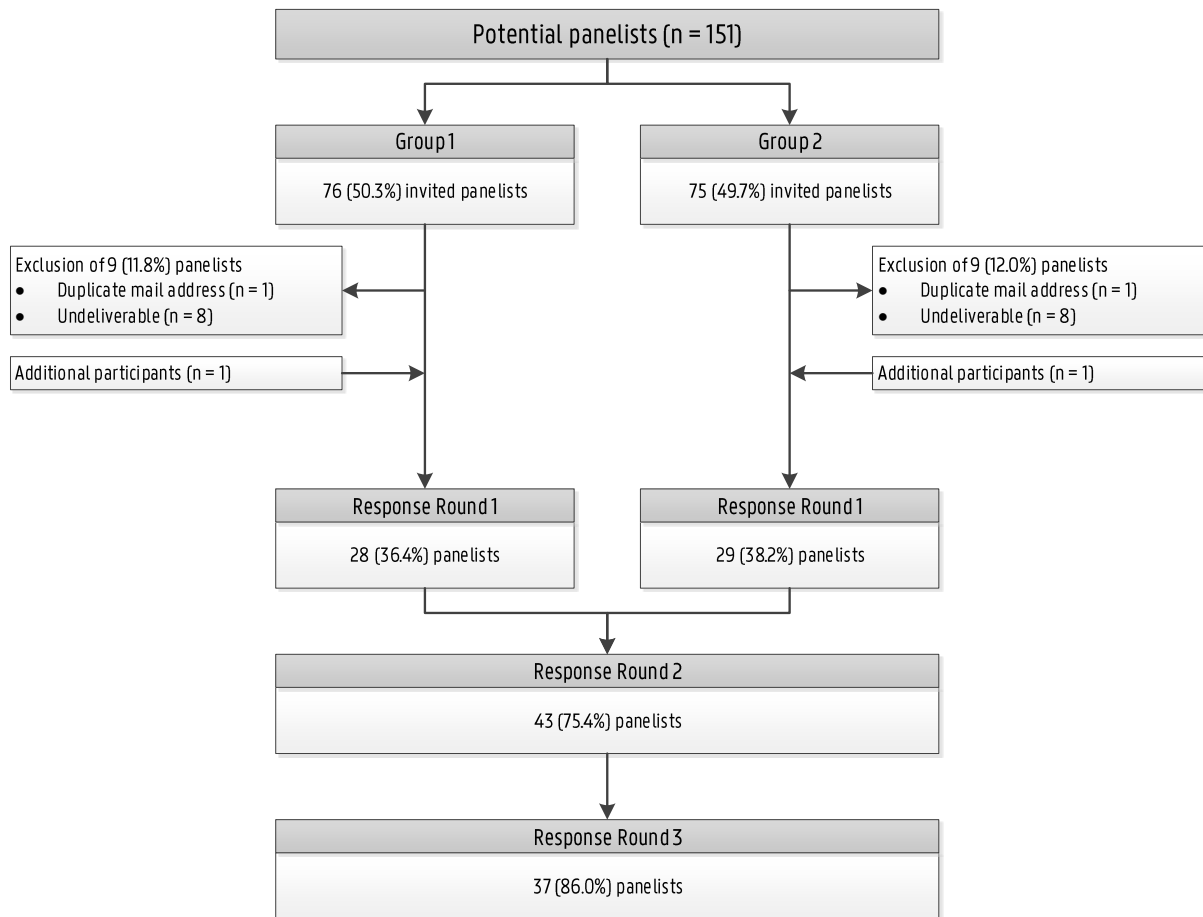 Potential panelists (n = 151)
Group 1
76 (50.3%) invited panelists
Group 2
75 (49.7%) invited panelists
Exclusion of 9 (11.8%) panelists
● Duplicate mail address (n = 1)
● Undeliverable (n = 8)
Exclusion of 9 (12.0%) panelists
● Duplicate mail address (n = 1)
● Undeliverable (n = 8)
Additional participants (n = 1)
Additional participants (n = 1)
Response Round 1
28 (36.4%) panelists
Response Round 1
29 (38.2%) panelists
Response Round 2
43 (75.4%) panelists
Response Round 3
37 (86.0%) panelists